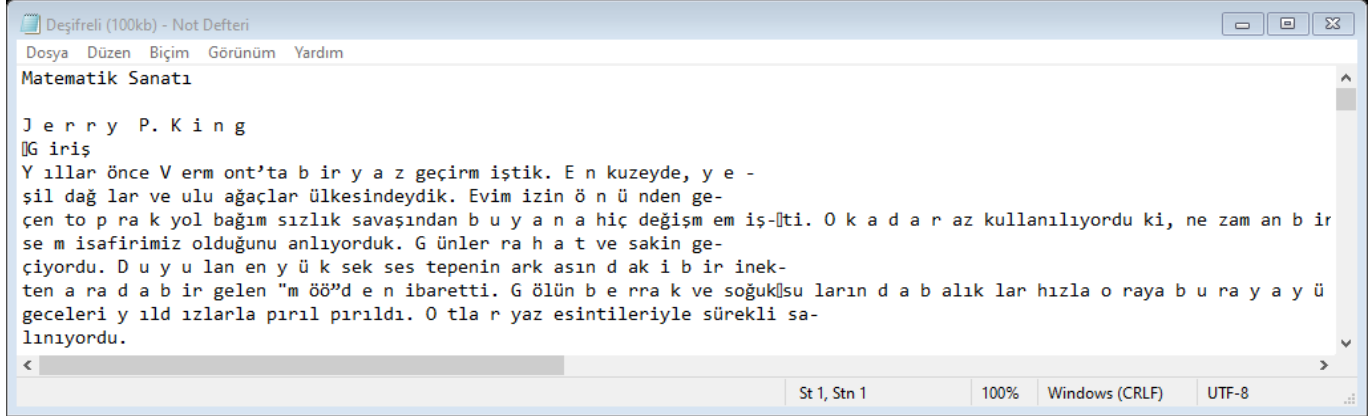 Deşifreli (100kb) - Not Defteri
Dosya Düzen Biçim Görünüm Yardım
Matematik Sanatı
J e r r y P. K i n g
G iriş
Y ıllar önce V erm ont’ta b ir y a z geçirm iştik. E n kuzeyde, y e -
şil dağ lar ve ulu ağaçlar ülkesindeydik. Evim izin ö n ü nden ge-
çen to p ra k yol bağım sızlık savaşından b u y a n a hiç değişm em iş-ti. O k a d a r az kullanılıyordu ki, ne zam an b ir
se m isafirimiz olduğunu anlıyorduk. G ünler ra h a t ve sakin ge-
çiyordu. D u y u lan en y ü k sek ses tepenin ark asın d ak i b ir inek-
ten a ra d a b ir gelen "m öö”d e n ibaretti. G ölün b e rra k ve soğuksu ların d a b alık lar hızla o raya b u ra y a y ü
geceleri y ıld ızlarla pırıl pırıldı. O tla r yaz esintileriyle sürekli sa-
lınıyordu.
St 1, Stn 1 100% Windows (CRLF) UTF-8